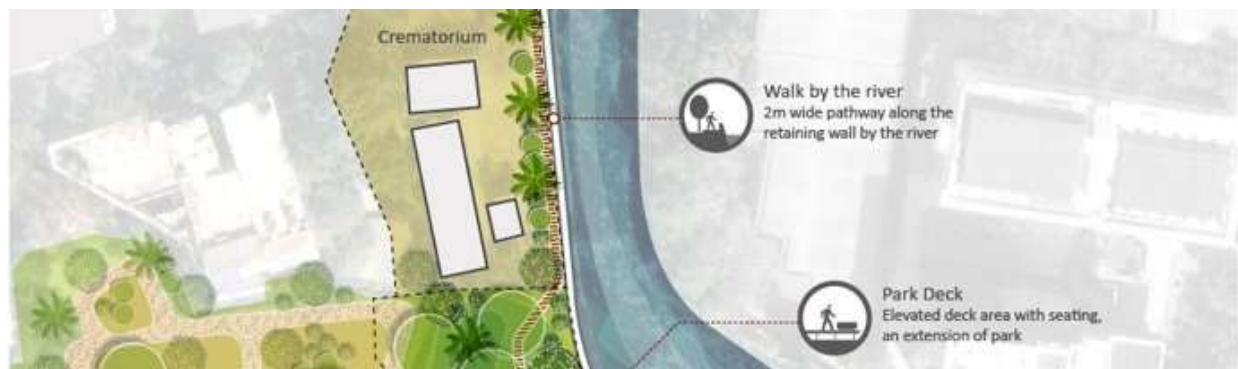 Crematorium
Walk by the river
2m wide pathway along the
retaining wall by the river
Park Deck
Elevated deck area with seating,
an extension of park